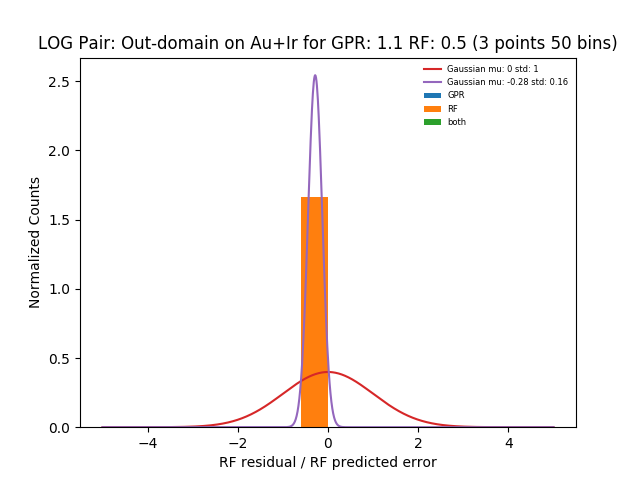 LOG Pair: Out-domain on Au+Ir for GPR: 1.1 RF: 0.5 (3 points 50 bins)
Gaussian mu: 0 std: 1
Gaussian mu: -0.28 std: 0.16
GPR
RF
both
Normalized Counts
2.5
2.0
1.5
1.0
0.5
0.0
−4
−2
0
2
4
RF residual / RF predicted error